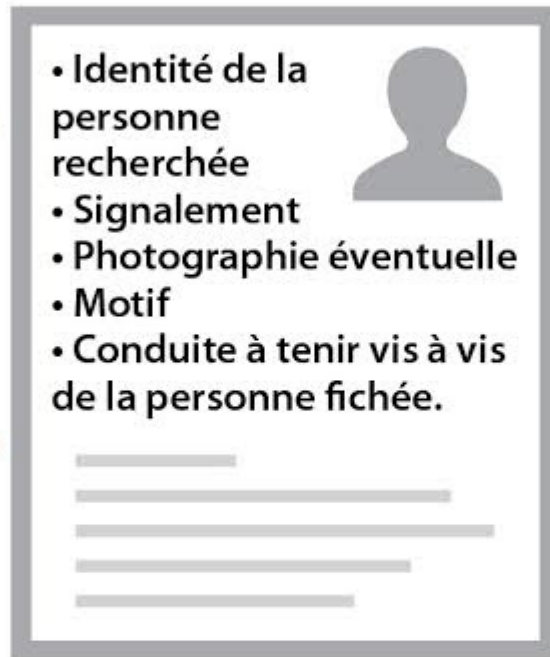 • Identité de la
personne
recherchée
• Signalement
• Photographie éventuelle
• Motif
• Conduite à tenir vis à vis
de la personne fichée.